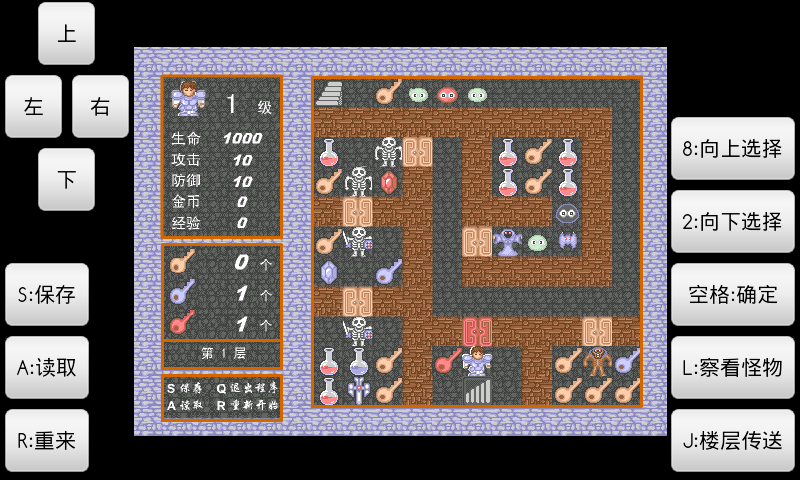 上
左
右
下
S:保存
A:读取
R:重来
1 级
生命 1000
攻击 10
防御 10
金币 0
经验 0
0 个
1 个
1 个
第 1 层
S 保存 Q 退出程序
A 读取 R 重新开始
8:向上选择
2:向下选择
空格:确定
L:察看怪物
J:楼层传送